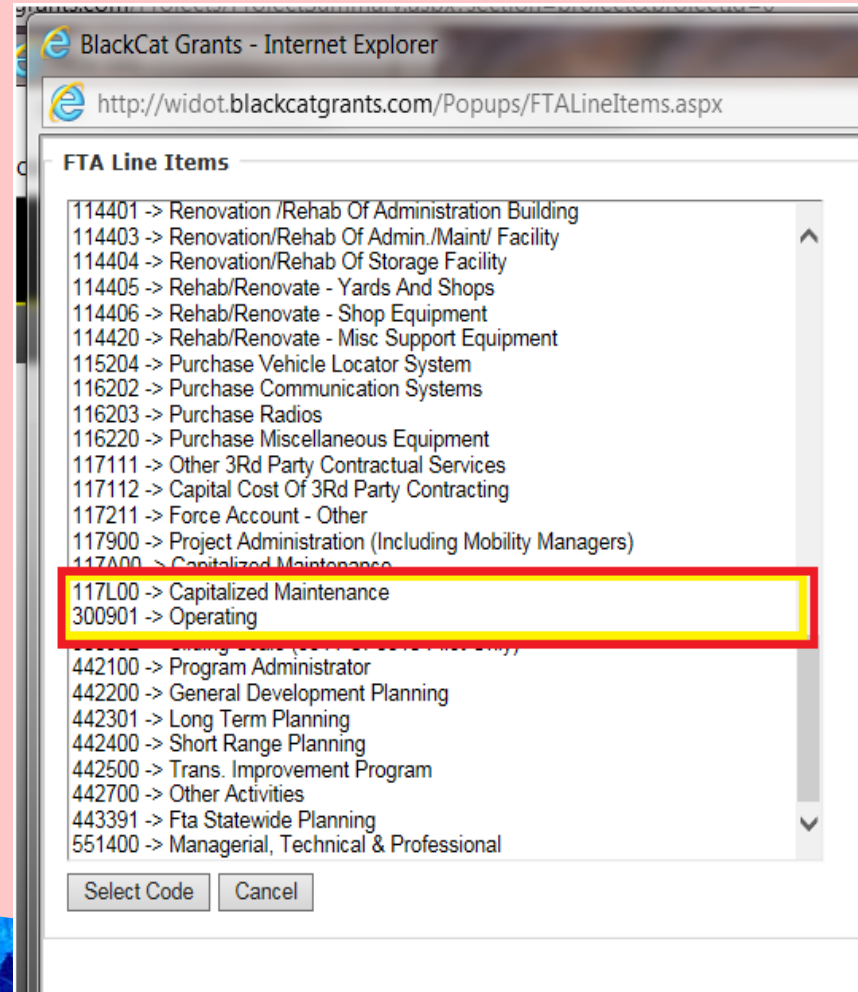 BlackCat Grants - Internet Explorer
http://widot.blackcatgrants.com/Popups/FTALineItems.aspx
FTA Line Items
114401 -> Renovation /Rehab Of Administration Building
114403 -> Renovation/Rehab Of Admin./Maint/ Facility
114404 -> Renovation/Rehab Of Storage Facility
114405 -> Rehab/Renovate - Yards And Shops
114406 -> Rehab/Renovate - Shop Equipment
114420 -> Rehab/Renovate - Misc Support Equipment
115204 -> Purchase Vehicle Locator System
116202 -> Purchase Communication Systems
116203 -> Purchase Radios
116220 -> Purchase Miscellaneous Equipment
117111 -> Other 3Rd Party Contractual Services
117112 -> Capital Cost Of 3Rd Party Contracting
117211 -> Force Account - Other
117900 -> Project Administration (Including Mobility Managers)
117A00 -> Capitalized Maintenance
117L00 -> Capitalized Maintenance
300901 -> Operating
442100 -> Program Administrator
442200 -> General Development Planning
442301 -> Long Term Planning
442400 -> Short Range Planning
442500 -> Trans. Improvement Program
442700 -> Other Activities
443391 -> Fta Statewide Planning
551400 -> Managerial, Technical & Professional
Select Code Cancel